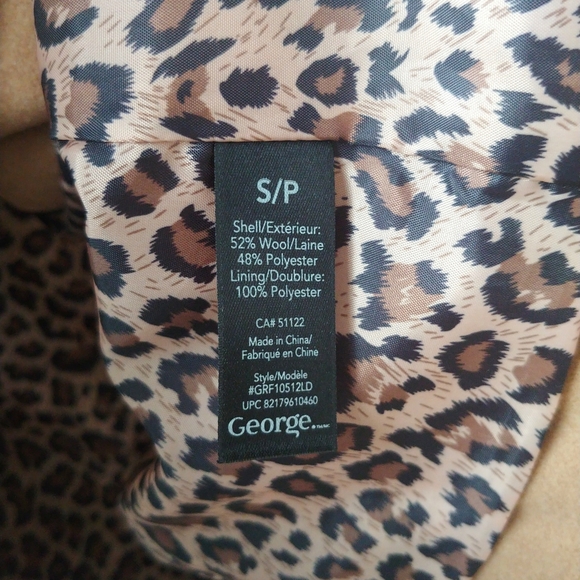 S/P
Shell/Extérieur:
52% Wool/Laine
48% Polyester
Lining/Doublure:
100% Polyester
CA# 51122
Made in China/
Fabriqué en Chine
Style/Modèle
#GRF10512LD
UPC 82179610460
George.